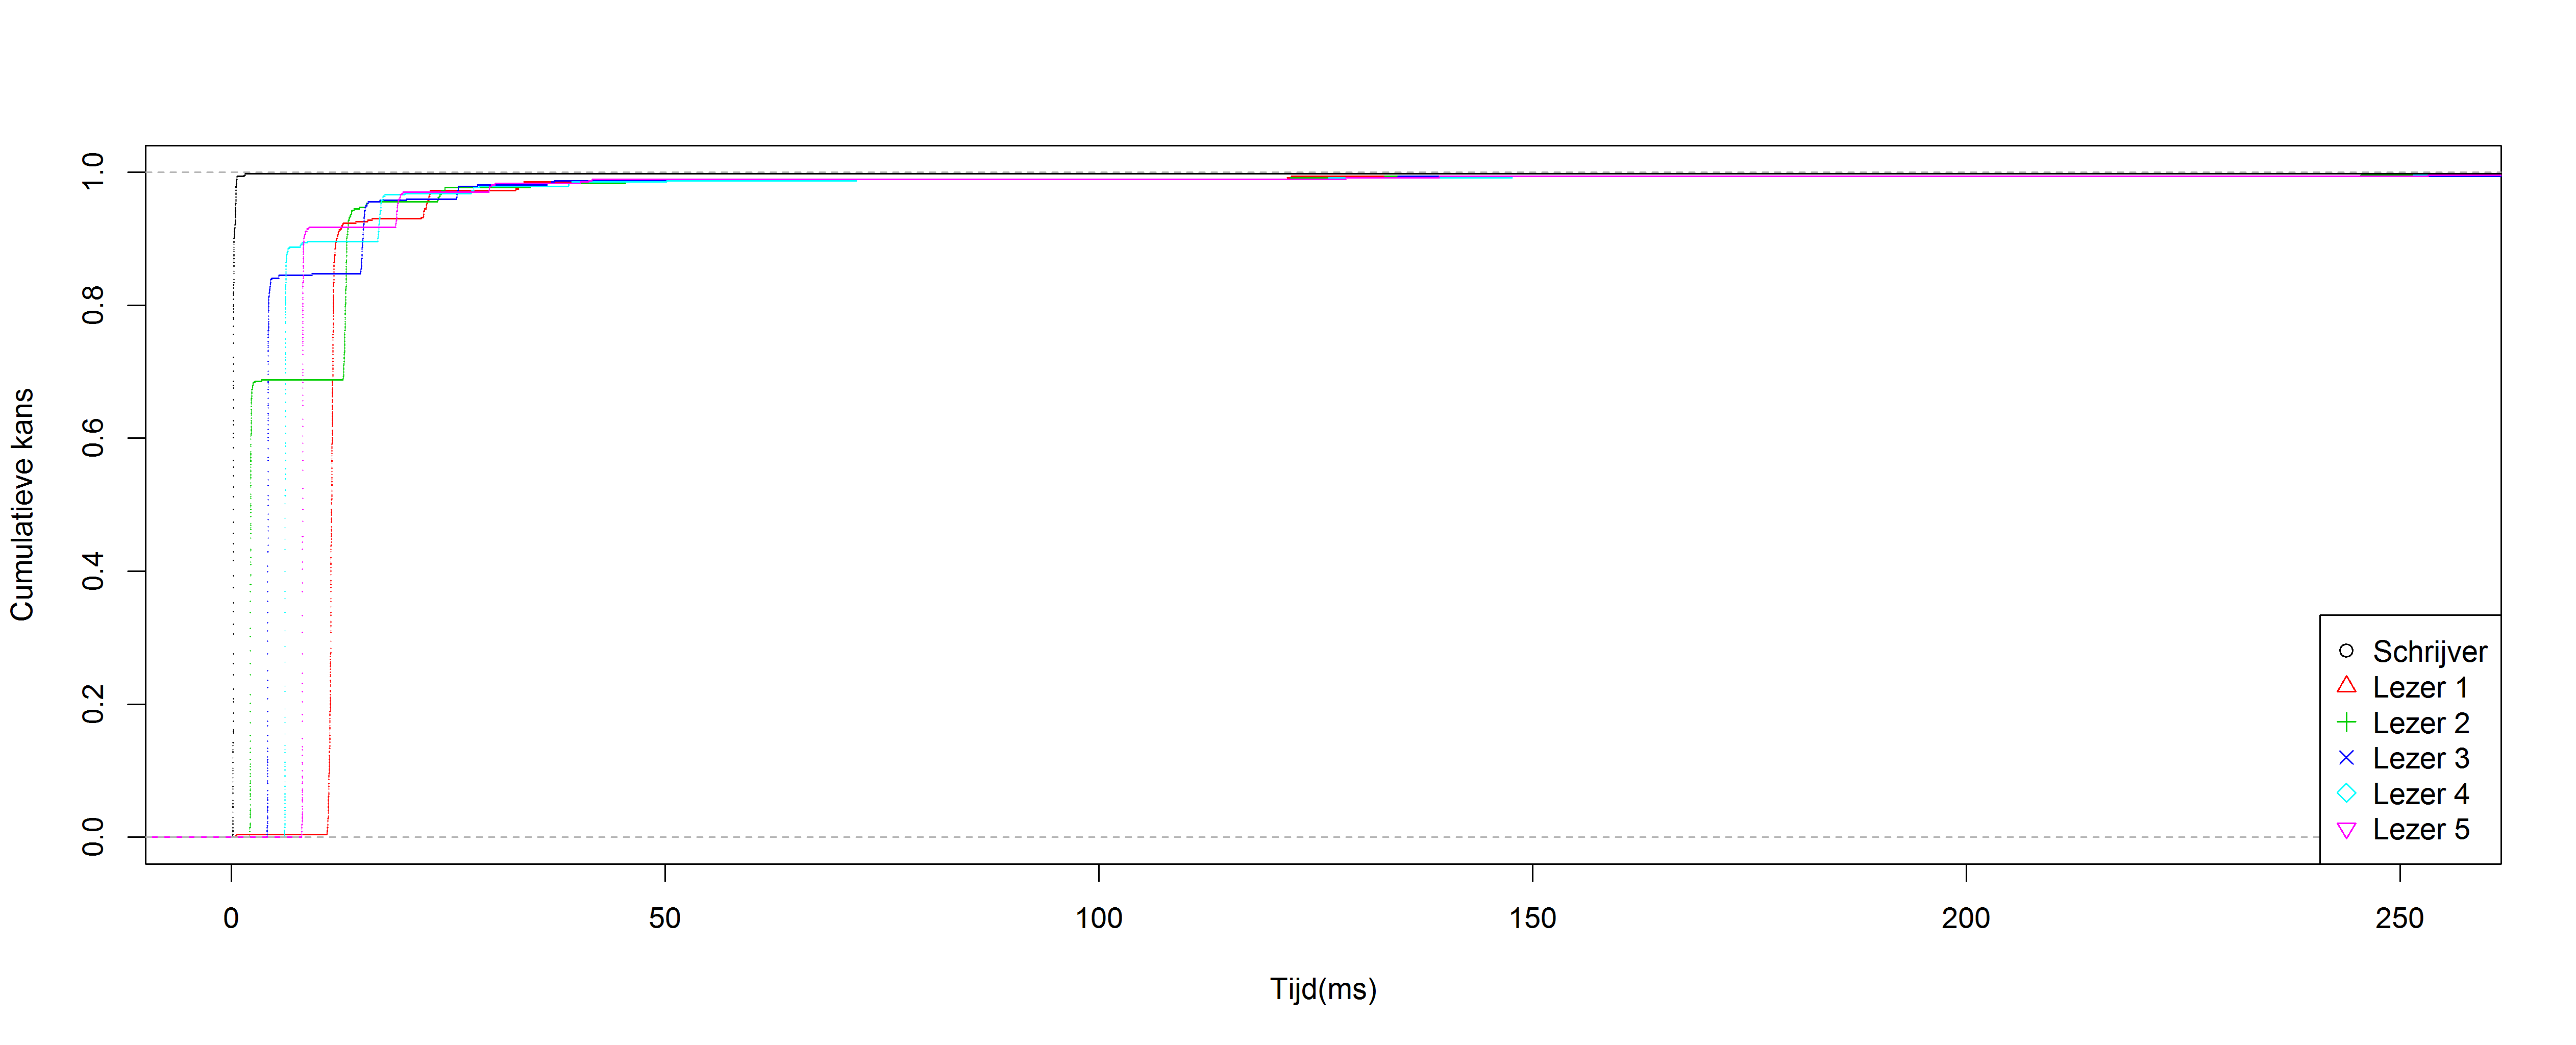 Cumulatieve kans
1.0
0.8
0.6
0.4
0.2
0.0
0 50 100 150 200 250
Tijd(ms)
Schrijver
Lezer 1
Lezer 2
Lezer 3
Lezer 4
Lezer 5